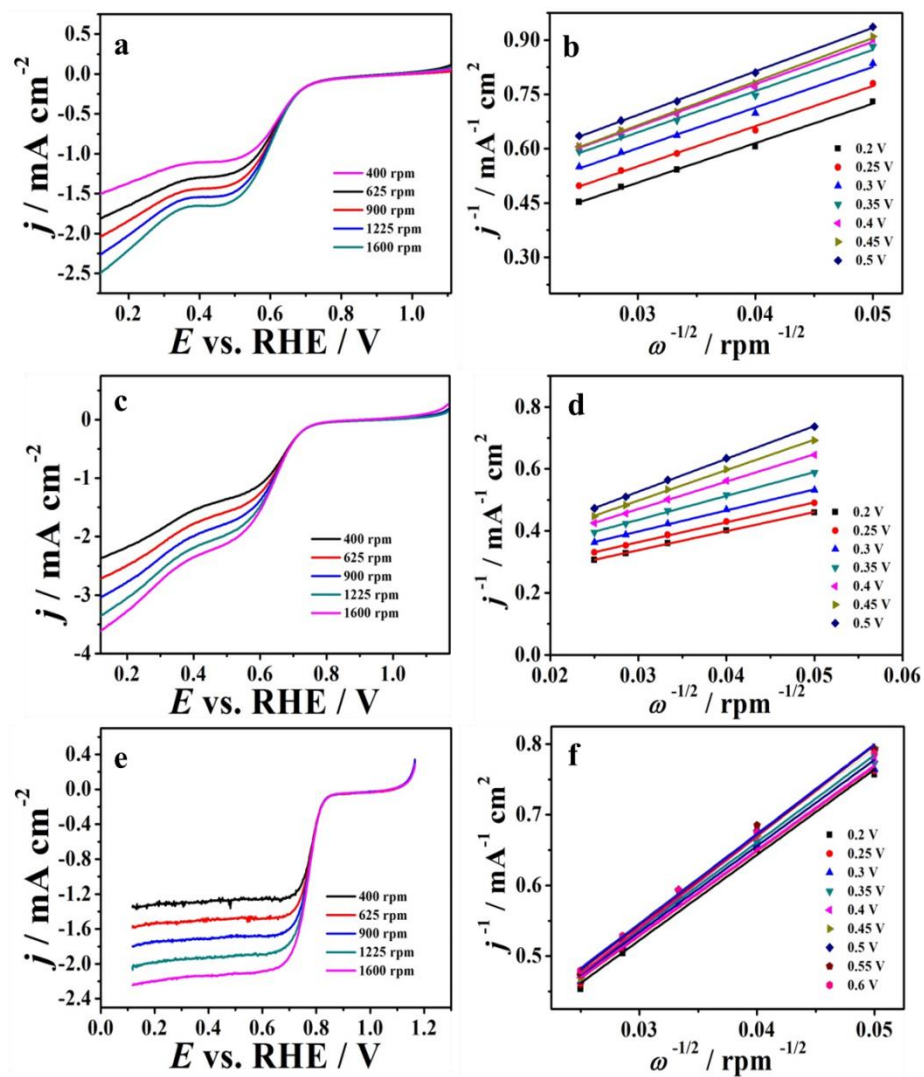 a
0.0
-0.5
-1.0
-1.5
-2.0
-2.5
j / mA cm-2
0.2 0.4 0.6 0.8 1.0
E vs. RHE / V
400 rpm
625 rpm
900 rpm
1225 rpm
1600 rpm
b
0.90
0.75
0.60
0.45
0.30
j-1 / mA-1 cm2
0.03 0.04 0.05
ω-1/2 / rpm-1/2
0.2 V
0.25 V
0.3 V
0.35 V
0.4 V
0.45 V
0.5 V
c
0
-1
-2
-3
-4
j / mA cm-2
0.2 0.4 0.6 0.8 1.0
E vs. RHE / V
400 rpm
625 rpm
900 rpm
1225 rpm
1600 rpm
d
0.8
0.6
0.4
0.2
0.0
j-1 / mA-1 cm2
0.02 0.03 0.04 0.05 0.06
ω-1/2 / rpm-1/2
0.2 V
0.25 V
0.3 V
0.35 V
0.4 V
0.45 V
0.5 V
e
0.4
0.0
-0.4
-0.8
-1.2
-1.6
-2.0
-2.4
j / mA cm-2
0.0 0.2 0.4 0.6 0.8 1.0 1.2
E vs. RHE / V
400 rpm
625 rpm
900 rpm
1225 rpm
1600 rpm
f
0.8
0.7
0.6
0.5
j-1 / mA-1 cm2
0.03 0.04 0.05
ω-1/2 / rpm-1/2
0.2 V
0.25 V
0.3 V
0.35 V
0.4 V
0.45 V
0.5 V
0.55 V
0.6 V